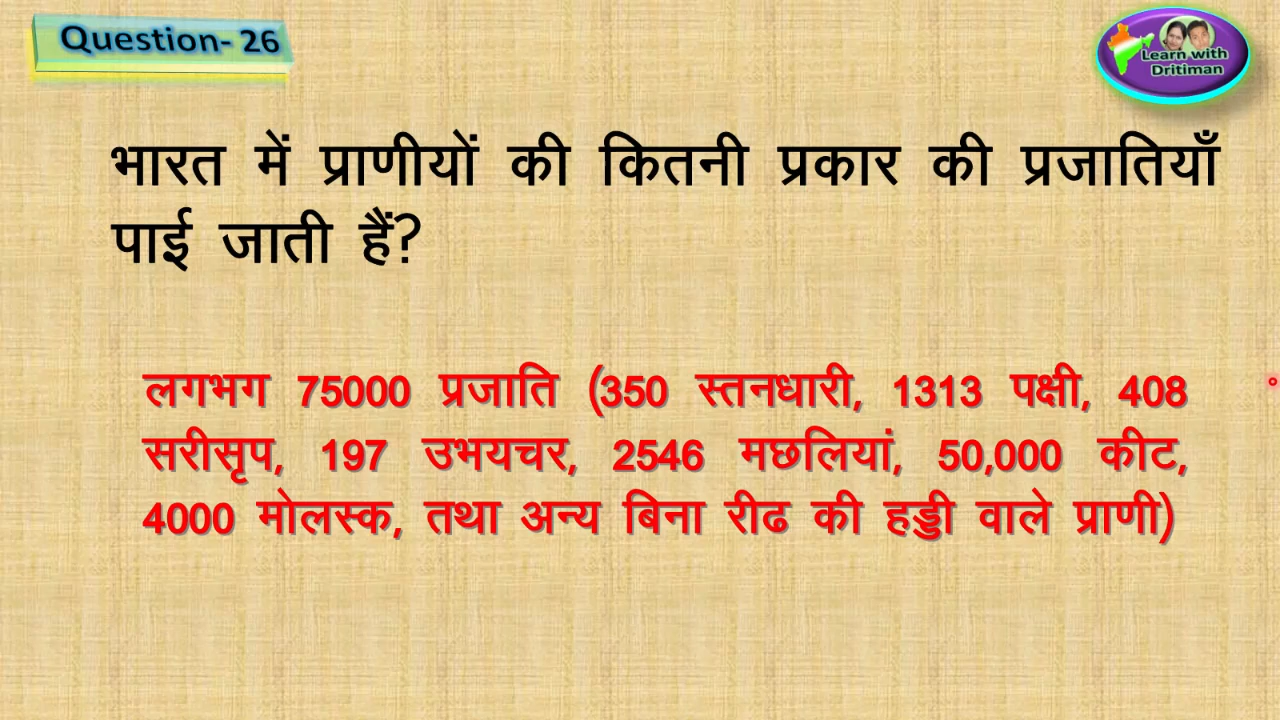 Question- 26
Learn with
Dritiman
भारत में प्राणीयों की कितनी प्रकार की प्रजातियाँ
पाई जाती हैं?
लगभग 75000 प्रजाति (350 स्तनधारी, 1313 पक्षी, 408
सरीसृप, 197 उभयचर, 2546 मछलियां, 50,000 कीट,
4000 मोलस्क, तथा अन्य बिना रीढ की हड्डी वाले प्राणी)